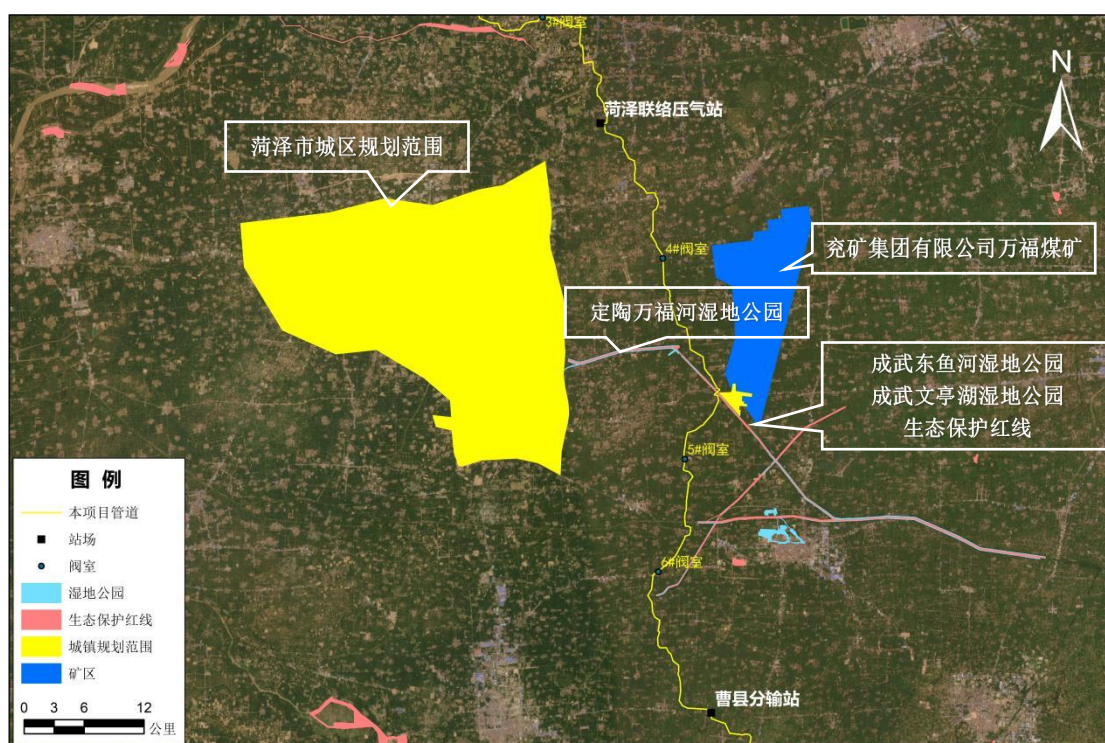 3#阀室
N
菏泽联络压气站
菏泽市城区规划范围
4#阀室
兖矿集团有限公司万福煤矿
定陶万福河湿地公园
成武东鱼河湿地公园
成武文亭湖湿地公园
生态保护红线
5#阀室
6#阀室
曹县分输站
图 例
本项目管道
站场
阀室
湿地公园
生态保护红线
城镇规划范围
矿区
0 3 6 12
公里